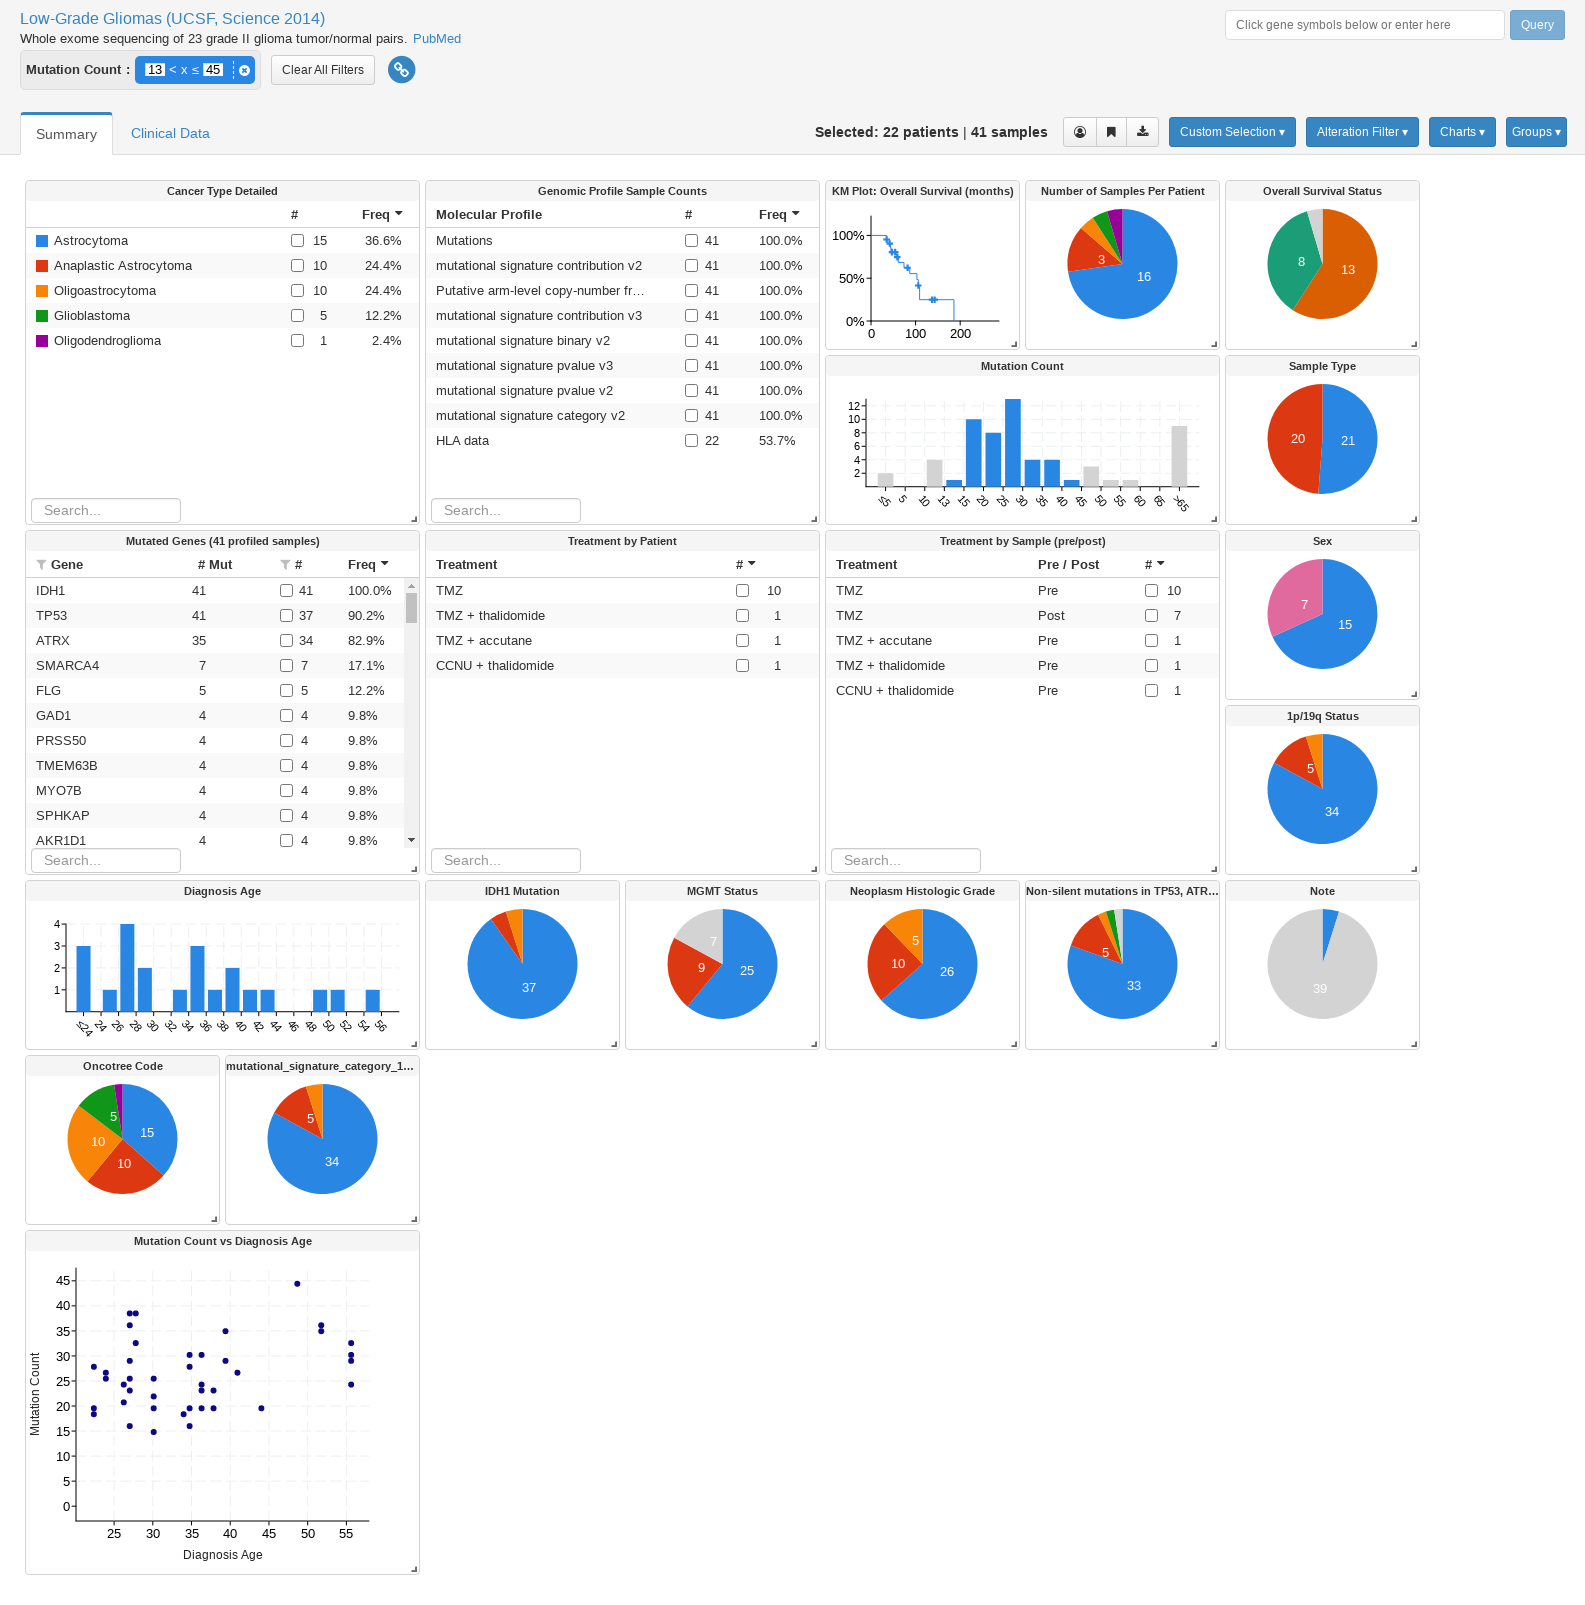 Low-Grade Gliomas (UCSF, Science 2014)
Click gene symbols below or enter here
Query
Whole exome sequencing of 23 grade II glioma tumor/normal pairs. PubMed
Mutation Count : 13 < x ≤ 45
Clear All Filters
Summary
Clinical Data
Selected: 22 patients | 41 samples
Custom Selection ▾
Alteration Filter ▾
Charts ▾
Groups ▾
Cancer Type Detailed
# Freq
Astrocytoma 15 36.6%
Anaplastic Astrocytoma 10 24.4%
Oligoastrocytoma 10 24.4%
Glioblastoma 5 12.2%
Oligodendroglioma 1 2.4%
Search...
Genomic Profile Sample Counts
Molecular Profile # Freq
Mutations 41 100.0%
mutational signature contribution v2 41 100.0%
Putative arm-level copy-number fr… 41 100.0%
mutational signature contribution v3 41 100.0%
mutational signature binary v2 41 100.0%
mutational signature pvalue v3 41 100.0%
mutational signature pvalue v2 41 100.0%
mutational signature category v2 41 100.0%
HLA data 22 53.7%
Search...
KM Plot: Overall Survival (months)
100%
50%
0%
0 100 200
Number of Samples Per Patient
3
16
Overall Survival Status
8
13
Mutation Count
12
10
8
6
4
2
≤5 5 10 13 15 20 25 30 35 40 45 50 55 60 65 >65
Sample Type
20
21
Mutated Genes (41 profiled samples)
Gene # Mut # Freq
IDH1 41 41 100.0%
TP53 41 37 90.2%
ATRX 35 34 82.9%
SMARCA4 7 7 17.1%
FLG 5 5 12.2%
GAD1 4 4 9.8%
PRSS50 4 4 9.8%
TMEM63B 4 4 9.8%
MYO7B 4 4 9.8%
SPHKAP 4 4 9.8%
AKR1D1 4 4 9.8%
Search...
Treatment by Patient
Treatment #
TMZ 10
TMZ + thalidomide 1
TMZ + accutane 1
CCNU + thalidomide 1
Search...
Treatment by Sample (pre/post)
Treatment Pre / Post #
TMZ Pre 10
TMZ Post 7
TMZ + accutane Pre 1
TMZ + thalidomide Pre 1
CCNU + thalidomide Pre 1
Search...
Sex
7
15
1p/19q Status
5
34
Diagnosis Age
4
3
2
1
≤24 24 26 28 30 32 34 36 38 40 42 44 46 48 50 52 54 56
IDH1 Mutation
37
MGMT Status
7
9
25
Neoplasm Histologic Grade
5
10
26
Non-silent mutations in TP53, ATR…
5
33
Note
39
Oncotree Code
5
15
10
10
mutational_signature_category_1…
5
34
Mutation Count vs Diagnosis Age
45
40
35
30
25
20
15
10
5
0
Mutation Count
25 30 35 40 45 50 55
Diagnosis Age